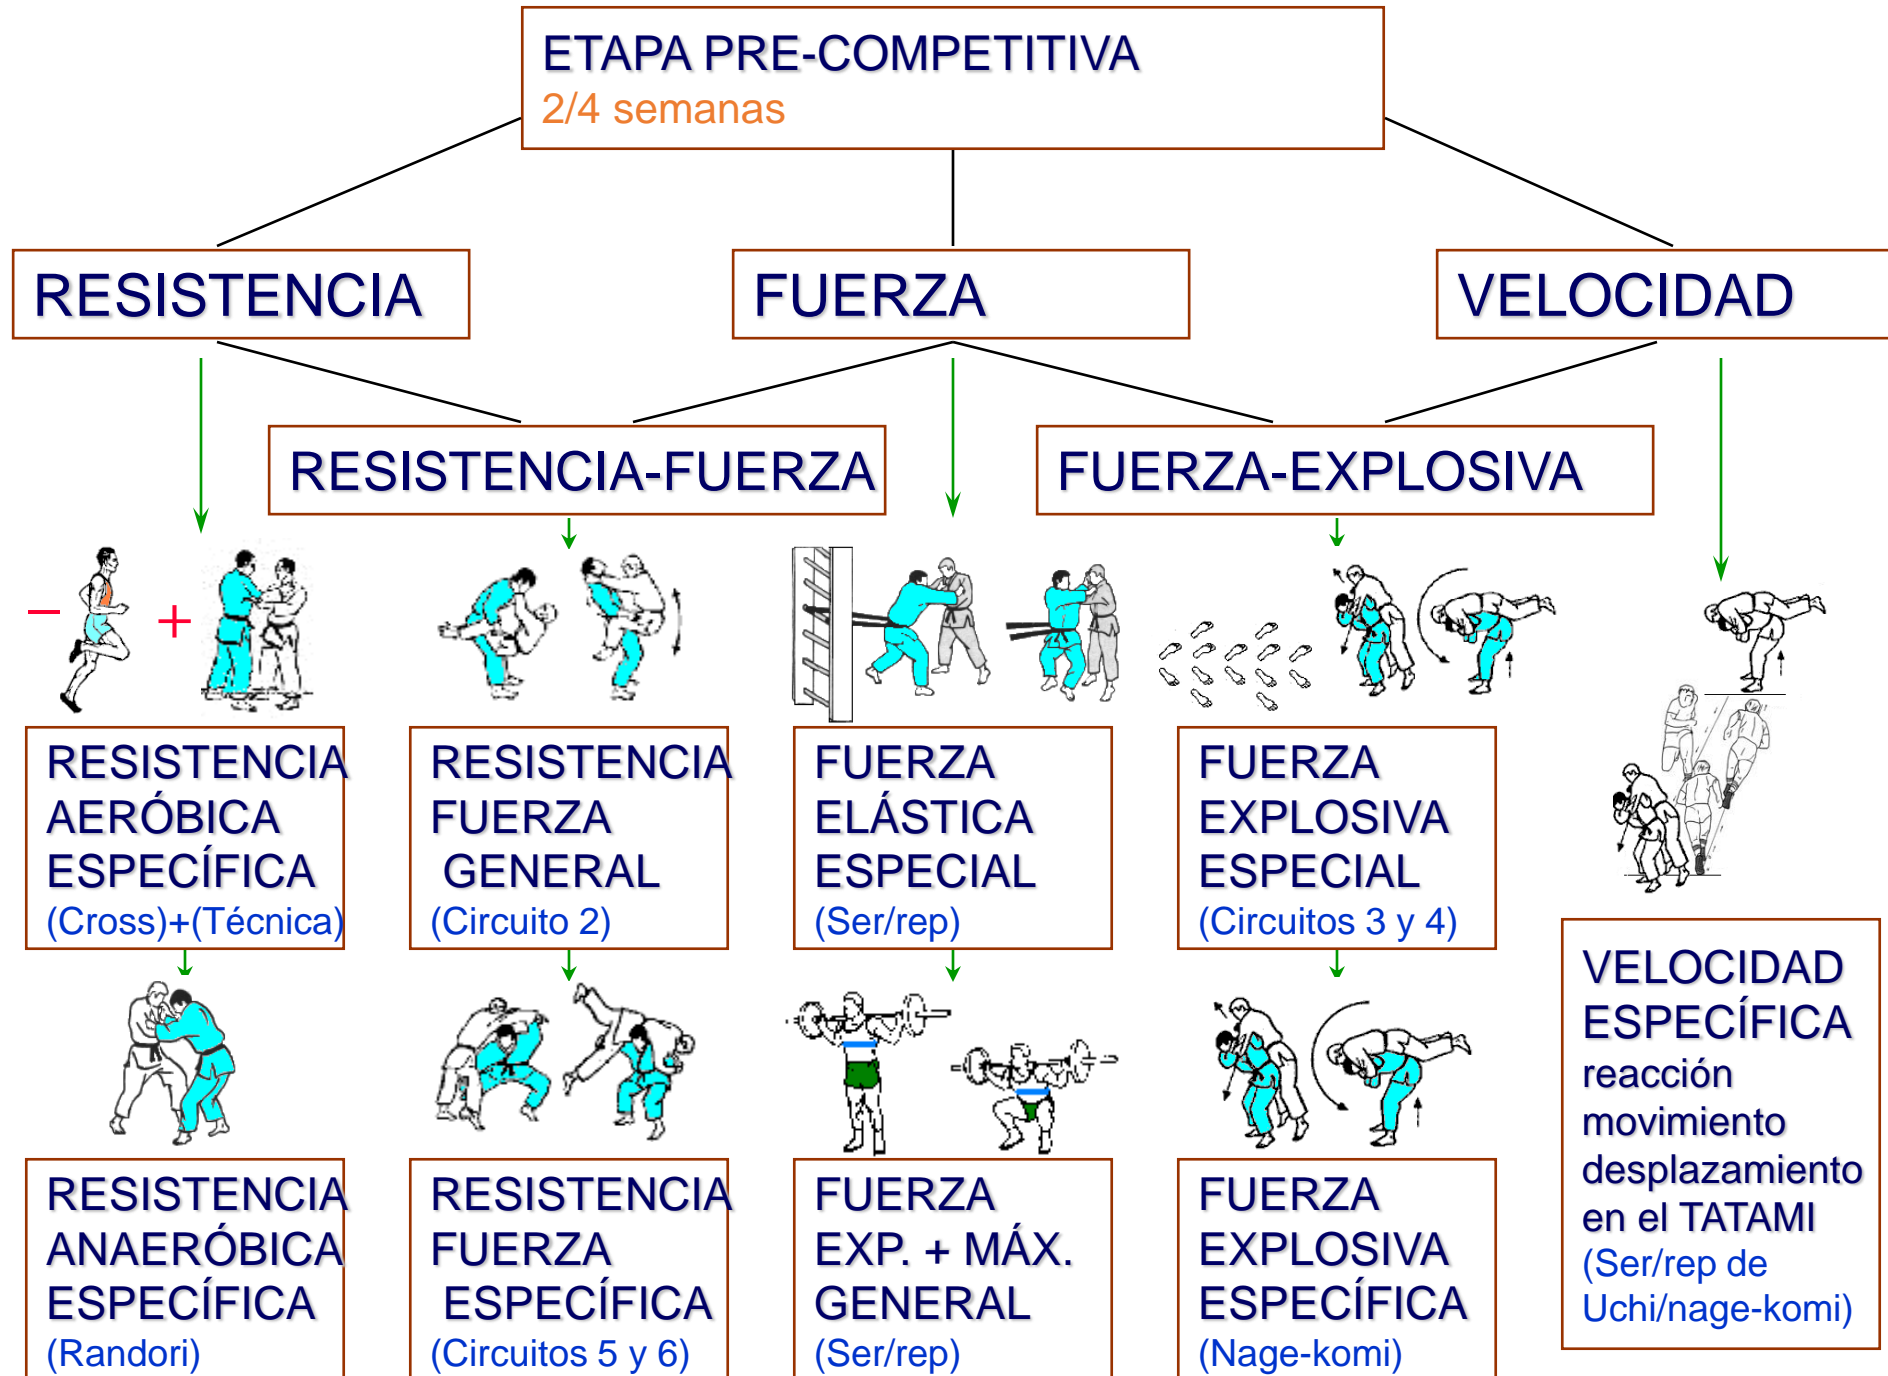 ETAPA PRE-COMPETITIVA
2/4 semanas
RESISTENCIA
FUERZA
VELOCIDAD
RESISTENCIA-FUERZA
FUERZA-EXPLOSIVA
− +
RESISTENCIA
AERÓBICA
ESPECÍFICA
(Cross)+(Técnica)
RESISTENCIA
FUERZA
GENERAL
(Circuito 2)
FUERZA
ELÁSTICA
ESPECIAL
(Ser/rep)
FUERZA
EXPLOSIVA
ESPECIAL
(Circuitos 3 y 4)
VELOCIDAD
ESPECÍFICA
reacción
movimiento
desplazamiento
en el TATAMI
(Ser/rep de
Uchi/nage-komi)
RESISTENCIA
ANAERÓBICA
ESPECÍFICA
(Randori)
RESISTENCIA
FUERZA
ESPECÍFICA
(Circuitos 5 y 6)
FUERZA
EXP. + MÁX.
GENERAL
(Ser/rep)
FUERZA
EXPLOSIVA
ESPECÍFICA
(Nage-komi)